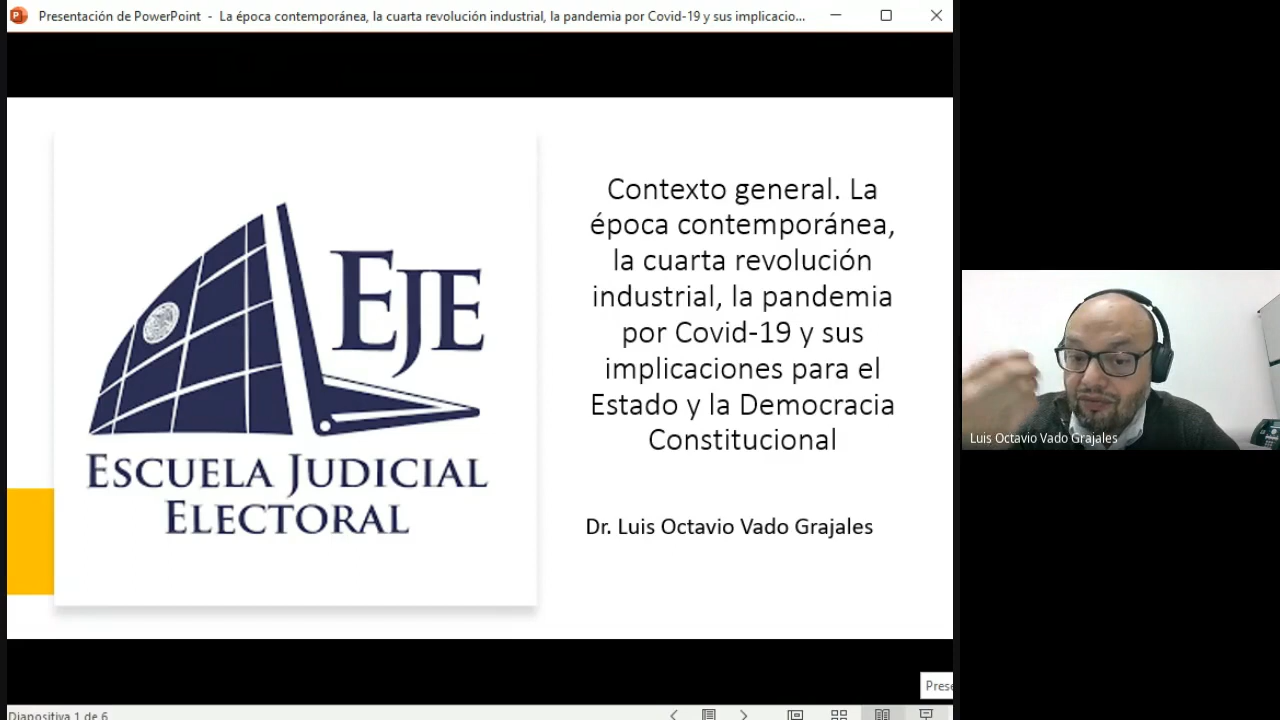 Presentación de PowerPoint - La época contemporánea, la cuarta revolución industrial, la pandemia por Covid-19 y sus implicacio...
EJE
ESCUELA JUDICIAL
ELECTORAL
Contexto general. La
época contemporánea,
la cuarta revolución
industrial, la pandemia
por Covid-19 y sus
implicaciones para el
Estado y la Democracia
Constitucional
Dr. Luis Octavio Vado Grajales
Luis Octavio Vado Grajales
Prese
Diapositiva 1 de 6